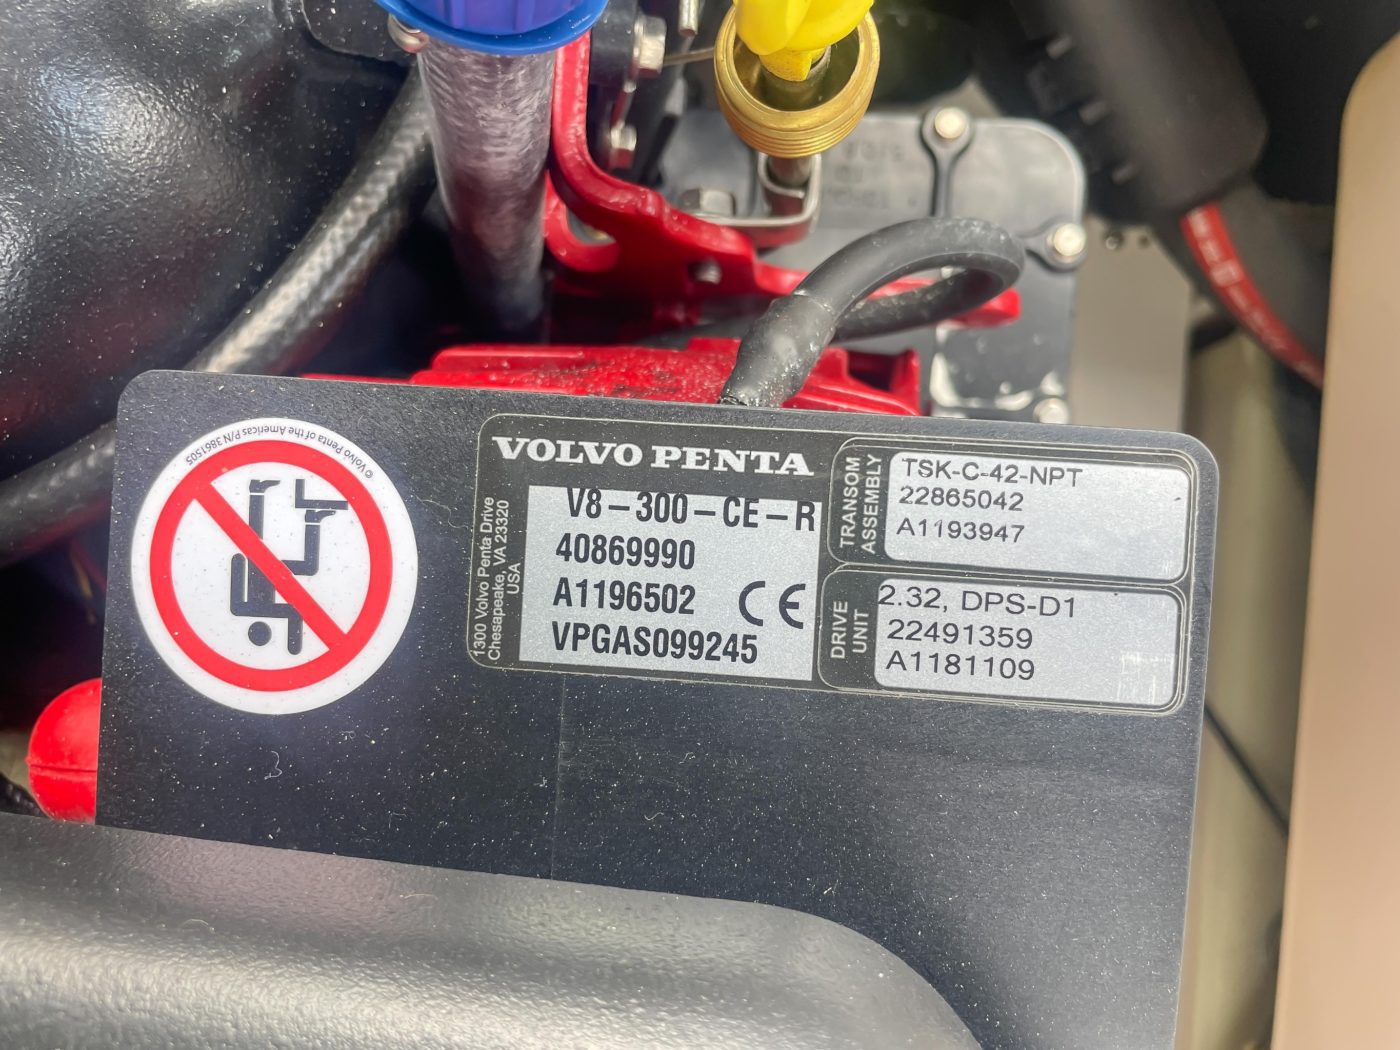 © Volvo Penta of the Americas P/N 3861505
VOLVO PENTA
1300 Volvo Penta Drive
Chesapeake, VA 23320
USA
V8-300-CE-R
40869990
A1196502
CE
VPGAS099245
TRANSOM
ASSEMBLY
TSK-C-42-NPT
22865042
A1193947
DRIVE
UNIT
2.32, DPS-D1
22491359
A1181109